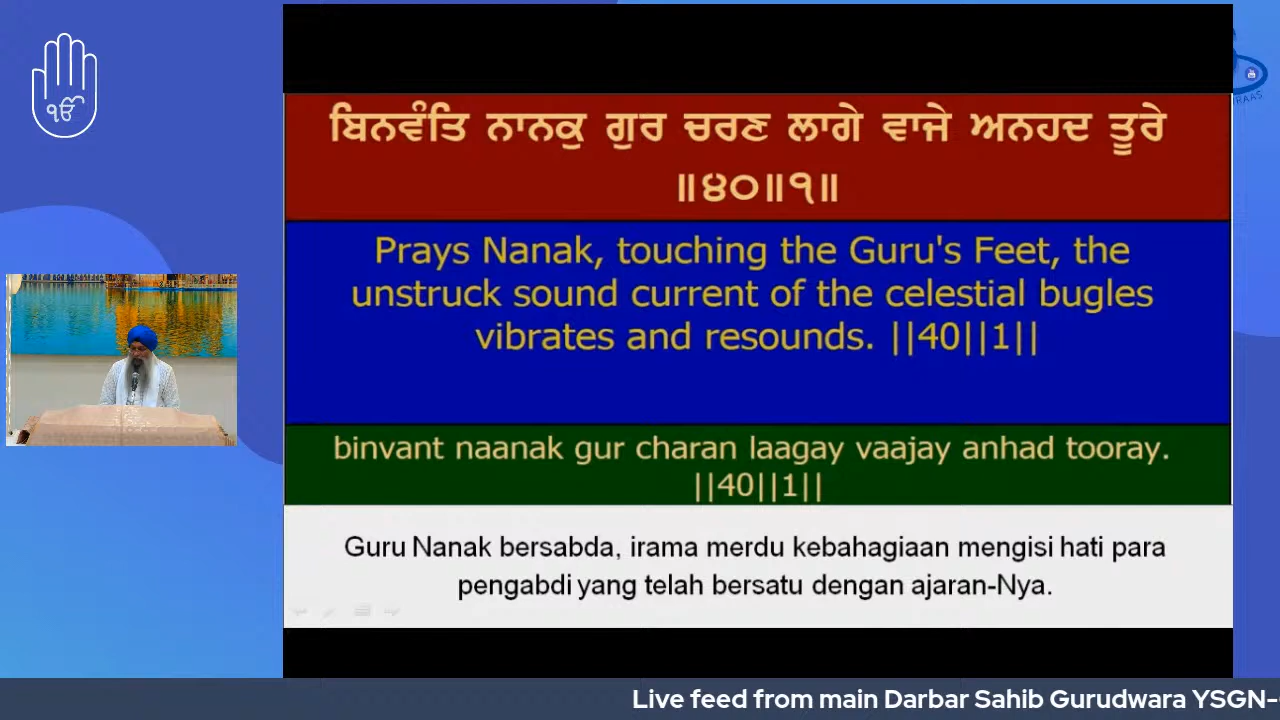 ੴ
ਬਿਨਵੰਤਿ ਨਾਨਕੁ ਗੁਰ ਚਰਣ ਲਾਗੇ ਵਾਜੇ ਅਨਹਦ ਤੂਰੇ
॥੪੦॥੧॥
Prays Nanak, touching the Guru's Feet, the
unstruck sound current of the celestial bugles
vibrates and resounds. ||40||1||
binvant naanak gur charan laagay vaajay anhad tooray.
||40||1||
Guru Nanak bersabda, irama merdu kebahagiaan mengisi hati para
pengabdi yang telah bersatu dengan ajaran-Nya.
Live feed from main Darbar Sahib Gurudwara YSGN-